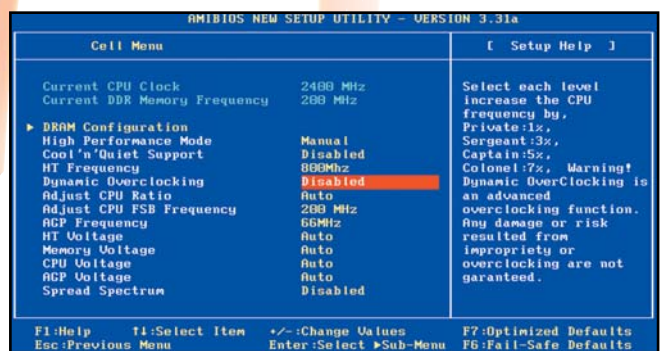 AMIBIOS NEW SETUP UTILITY - VERSION 3.31a
Cell Menu
[ Setup Help ]
Current CPU Clock 2400 MHz
Current DDR Memory Frequency 200 MHz
▶ DRAM Configuration
High Performance Mode Manual
Cool'n'Quiet Support Disabled
HT Frequency 800Mhz
Dynamic Overclocking Disabled
Adjust CPU Ratio Auto
Adjust CPU FSB Frequency 200 MHz
AGP Frequency 66MHz
HT Voltage Auto
Memory Voltage Auto
CPU Voltage Auto
AGP Voltage Auto
Spread Spectrum Disabled
Select each level
increase the CPU
frequency by,
Private:1%,
Sergeant:3%,
Captain:5%,
Colonel:7%, Warning!
Dynamic OverClocking is
an advanced
overclocking function.
Any damage or risk
resulted from
impropriety or
overclocking are not
garanteed.
F1:Help ↑↓:Select Item +/-:Change Values F7:Optimized Defaults
Esc:Previous Menu Enter:Select ▶Sub-Menu F6:Fail-Safe Defaults